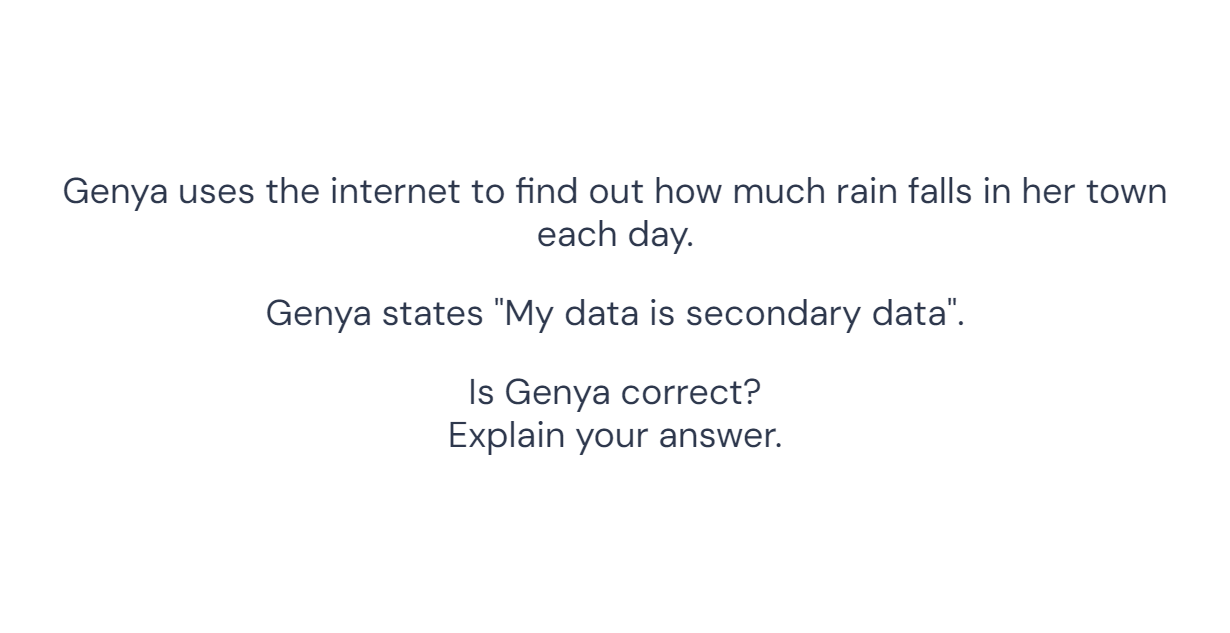 Genya uses the internet to find out how much rain falls in her town
each day.
Genya states "My data is secondary data".
Is Genya correct?
Explain your answer.